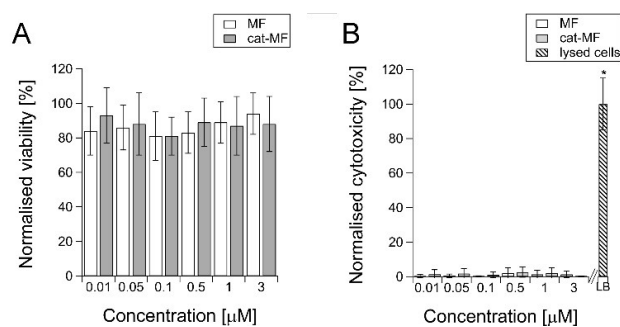 A
MF
cat-MF
Normalised viability [%]
120
100
80
60
40
20
0
0.01 0.05 0.1 0.5 1 3
Concentration [µM]
B
MF
cat-MF
lysed cells
Normalised cytotoxicity [%]
120
100
80
60
40
20
0
*
0.01 0.05 0.1 0.5 1 3 LB
Concentration [µM]